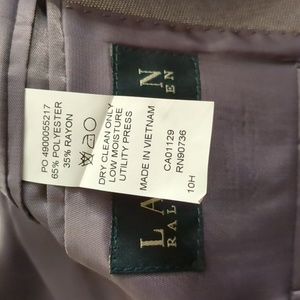 PO 4900055217
65% POLYESTER
35% RAYON
DRY CLEAN ONLY
LOW MOISTURE
UTILITY PRESS
MADE IN VIETNAM
CA01129
RN90736
10H
LA N
RAL EN